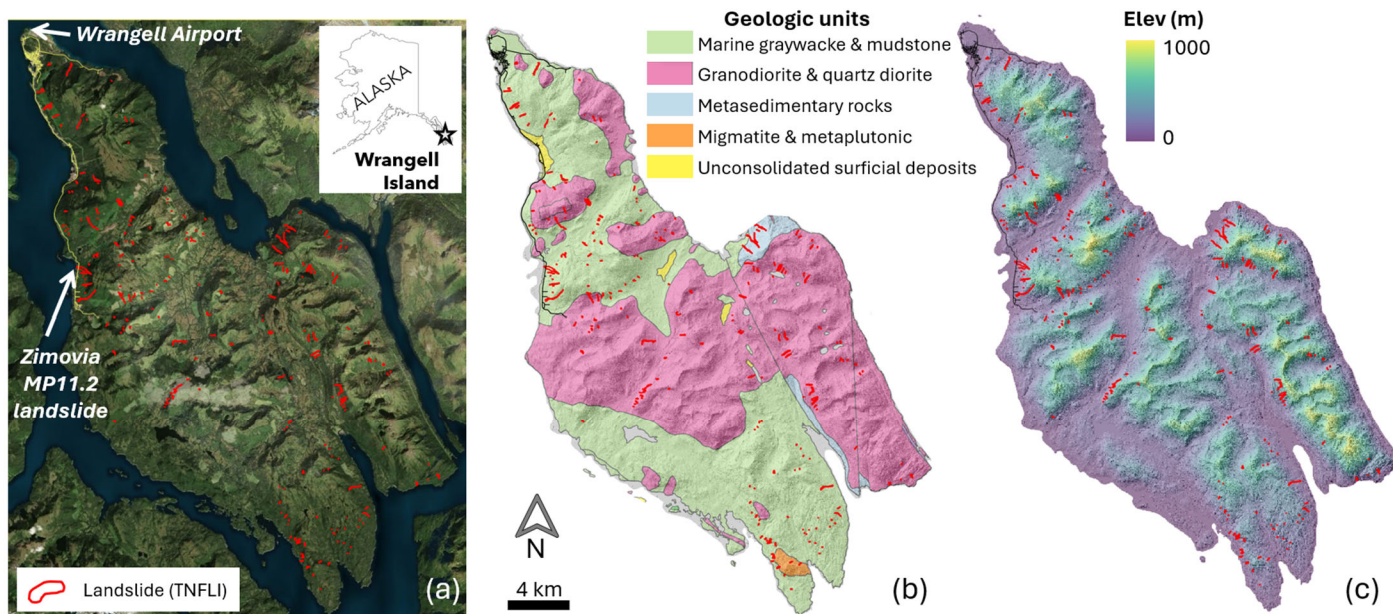 Wrangell Airport
ALASKA
Wrangell
Island
Zimovia
MP11.2
landslide
Landslide (TNFLI)
(a)
Geologic units
Marine graywacke & mudstone
Granodiorite & quartz diorite
Metasedimentary rocks
Migmatite & metaplutonic
Unconsolidated surficial deposits
N
4 km
(b)
Elev (m)
1000
0
(c)